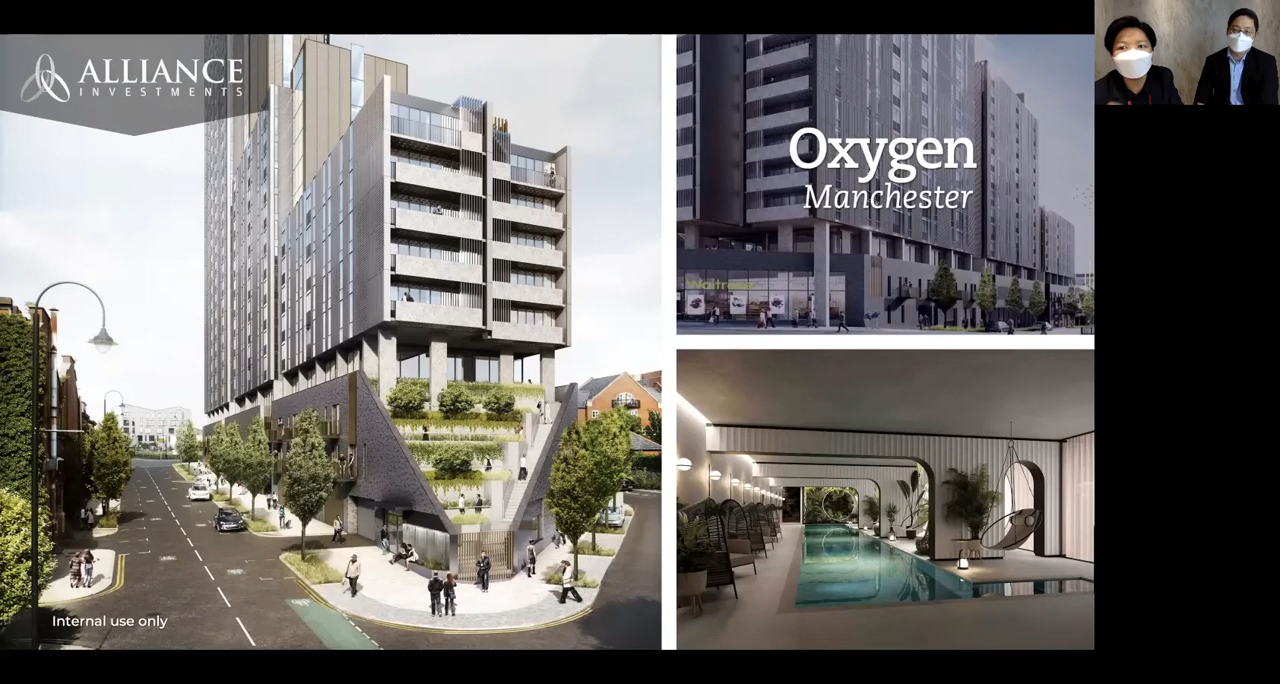 ALLIANCE
INVESTMENTS
Oxygen
Manchester
Waitrose
Internal use only